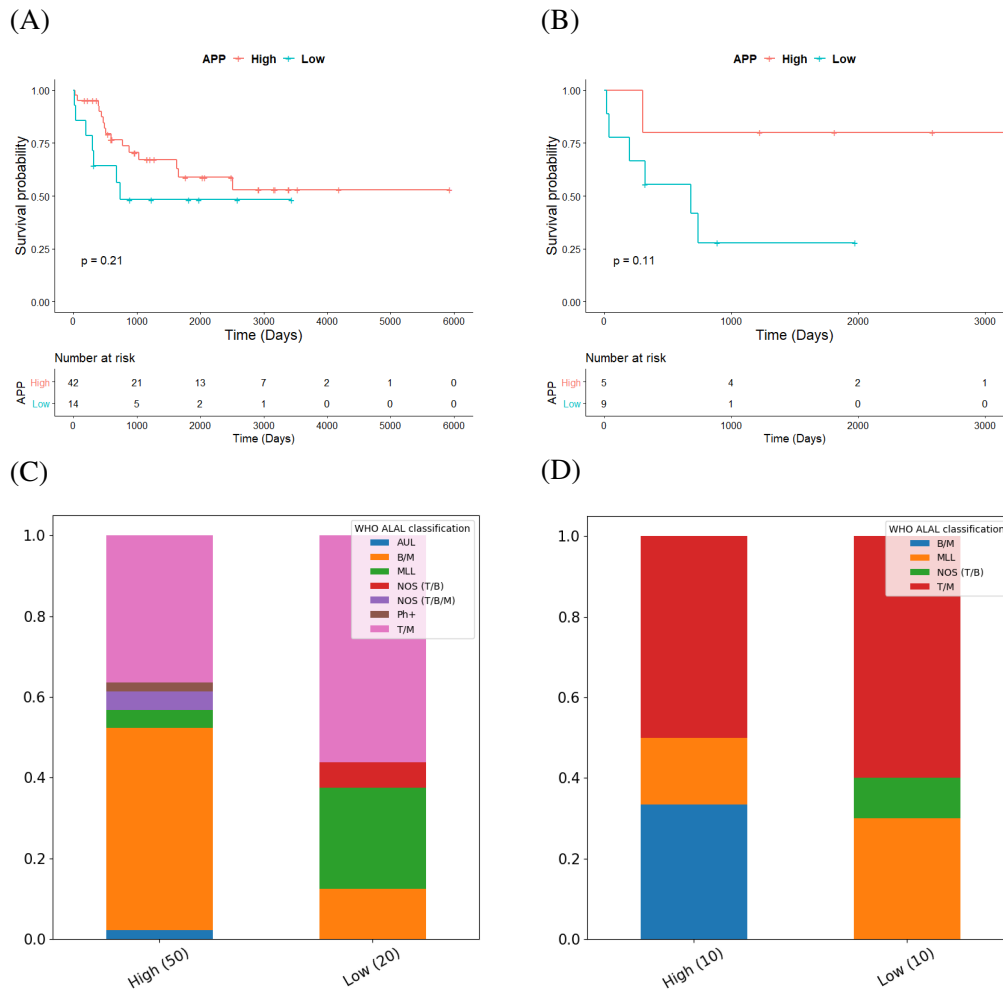 (A)
APP High Low
1.00
0.75
0.50
0.25
0.00
Survival probability
p = 0.21
0 1000 2000 3000 4000 5000 6000
Time (Days)
Number at risk
APP
High 42 21 13 7 2 1 0
Low 14 5 2 1 0 0 0
0 1000 2000 3000 4000 5000 6000
Time (Days)
(B)
APP High Low
1.00
0.75
0.50
0.25
0.00
Survival probability
p = 0.11
0 1000 2000 3000
Time (Days)
Number at risk
APP
High 5 4 2 1
Low 9 1 0 0
0 1000 2000 3000
Time (Days)
(C)
WHO ALAL classification
AUL
B/M
MLL
NOS (T/B)
NOS (T/B/M)
Ph+
T/M
1.0
0.8
0.6
0.4
0.2
0.0
High (50) Low (20)
(D)
WHO ALAL classification
B/M
MLL
NOS (T/B)
T/M
1.0
0.8
0.6
0.4
0.2
0.0
High (10) Low (10)